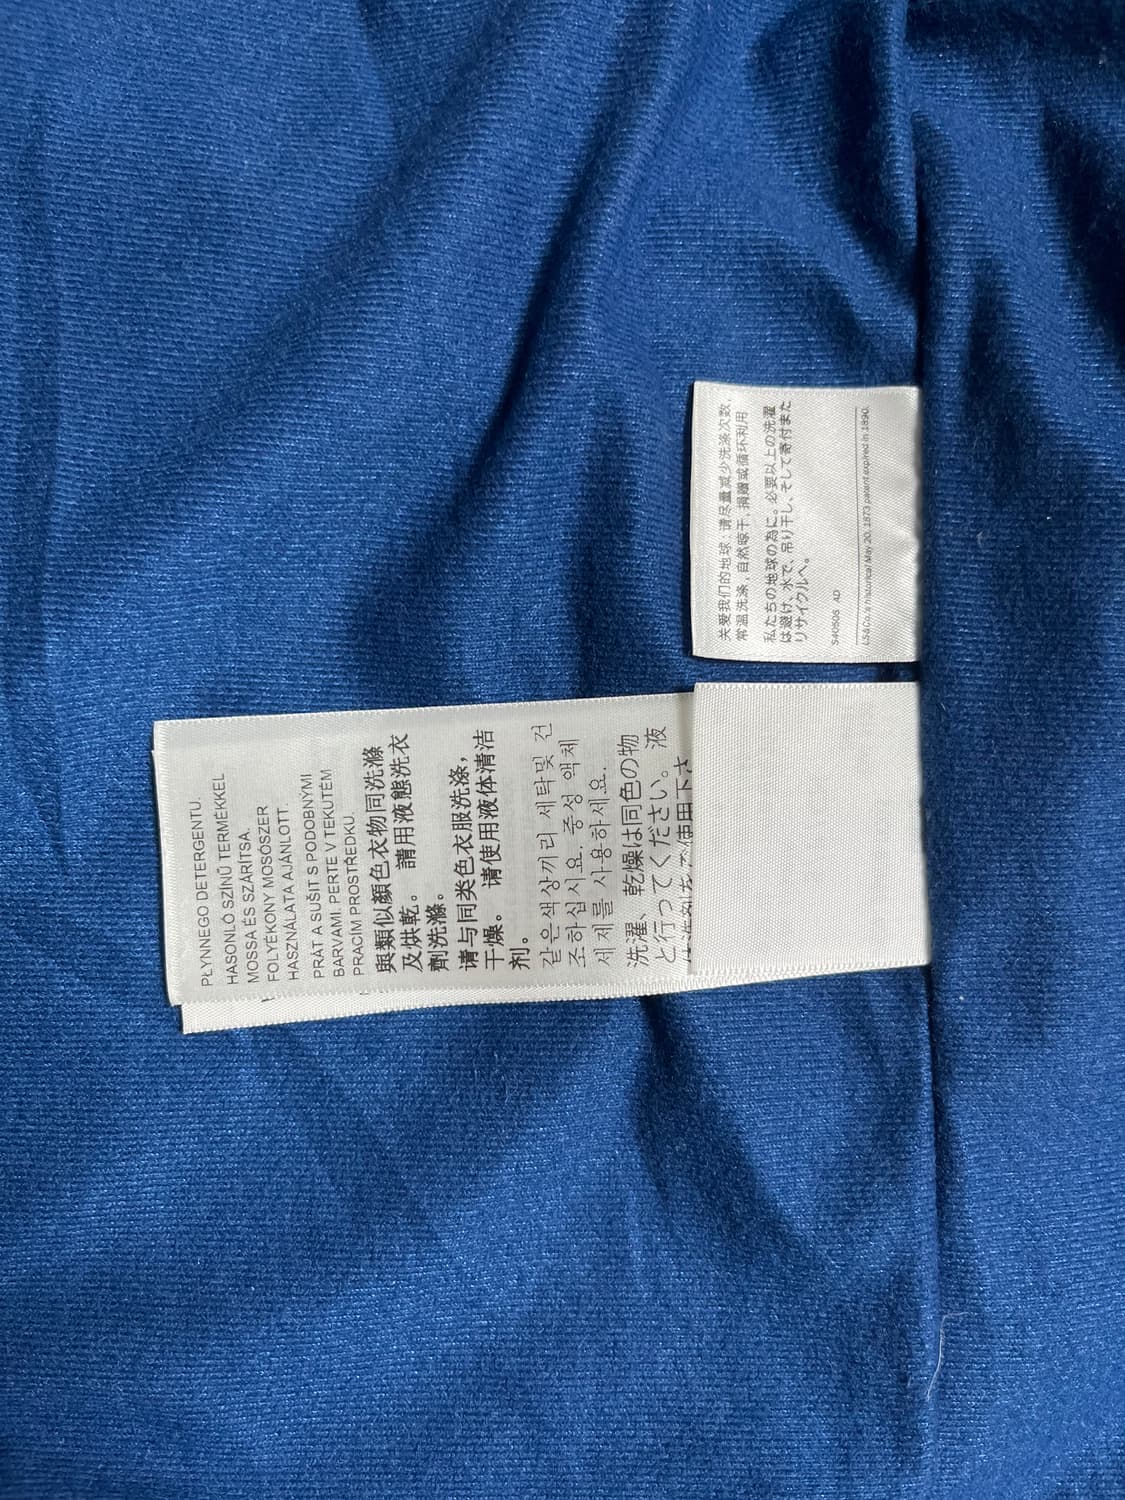 PŁYNNEGO DETERGENTU.
HASONLÓ SZÍNŰ TERMÉKKEL
MOSSA ÉS SZÁRÍTSA.
FOLYÉKONY MOSÓSZER
HASZNÁLATA AJÁNLOTT.
PRÁT A SUŠIT S PODOBNÝMI
BARVAMI. PERTE V TEKUTÉM
PRACÍM PROSTŘEDKU.
與類似顏色衣物同洗滌
及烘乾。 請用液態洗衣
劑洗滌。
请与同类色衣服洗涤,
干燥。 请使用液体清洁
剂。
같은색상끼리 세탁및 건
조하십시요. 중성 액체
세제를 사용하세요.
洗濯、乾燥は同色の物
と行ってください。液
关爱我们的地球:请尽量减少洗涤次数,
常温洗涤,自然晾干,捐赠或循环利用
私たちの地球の為に。必要以上の洗濯
は避け、水で、吊り干し、そして寄付また
リサイクルへ。
S40506 4D
LS&Co.'s historical May 20, 1873 patent expired in 1890.